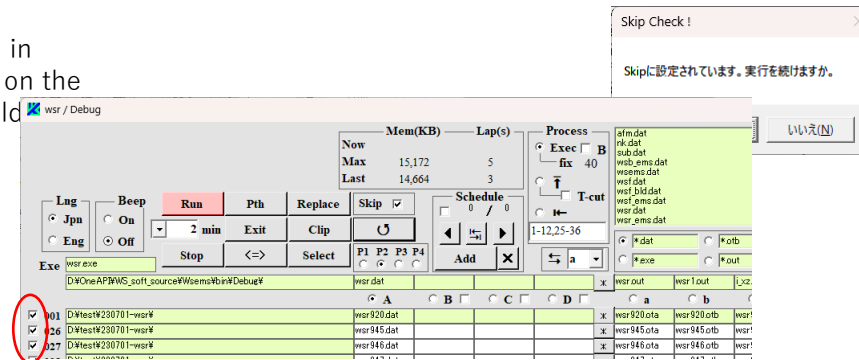 in
on the
ld
Skip Check !
Skipに設定されています。実行を続けますか。
いいえ(N)
wsr / Debug
Mem(KB) Lap(s)
Now
Max 15,172 5
Last 14,664 3
Process
Exec B
fix 40
T-cut
1-12,25-36
a
afm.dat
nk.dat
sub.dat
wsb_ems.dat
wsems.dat
wsf.dat
wsf_bld.dat
wsf_ems.dat
wsr.dat
wsr_ems.dat
*.dat *.otb
*.exe *.out
Lng
Jpn
Eng
Beep
On
Off
Run Pth Replace
2 min Exit Clip
Stop <=> Select
Skip
P1 P2 P3 P4
Schedule
0 / 0
Add
Exe wsr.exe
D:¥OneAPI¥WS_soft_source¥Wsems¥bin¥Debug¥ wsr.dat wsr.out wsr1.out
A B C D a b
001 D:¥test¥230701-wsr¥ wsr920.dat wsr920.ota wsr920.otb
026 D:¥test¥230701-wsr¥ wsr945.dat wsr945.ota wsr945.otb
027 D:¥test¥230701-wsr¥ wsr946.dat wsr946.ota wsr946.otb